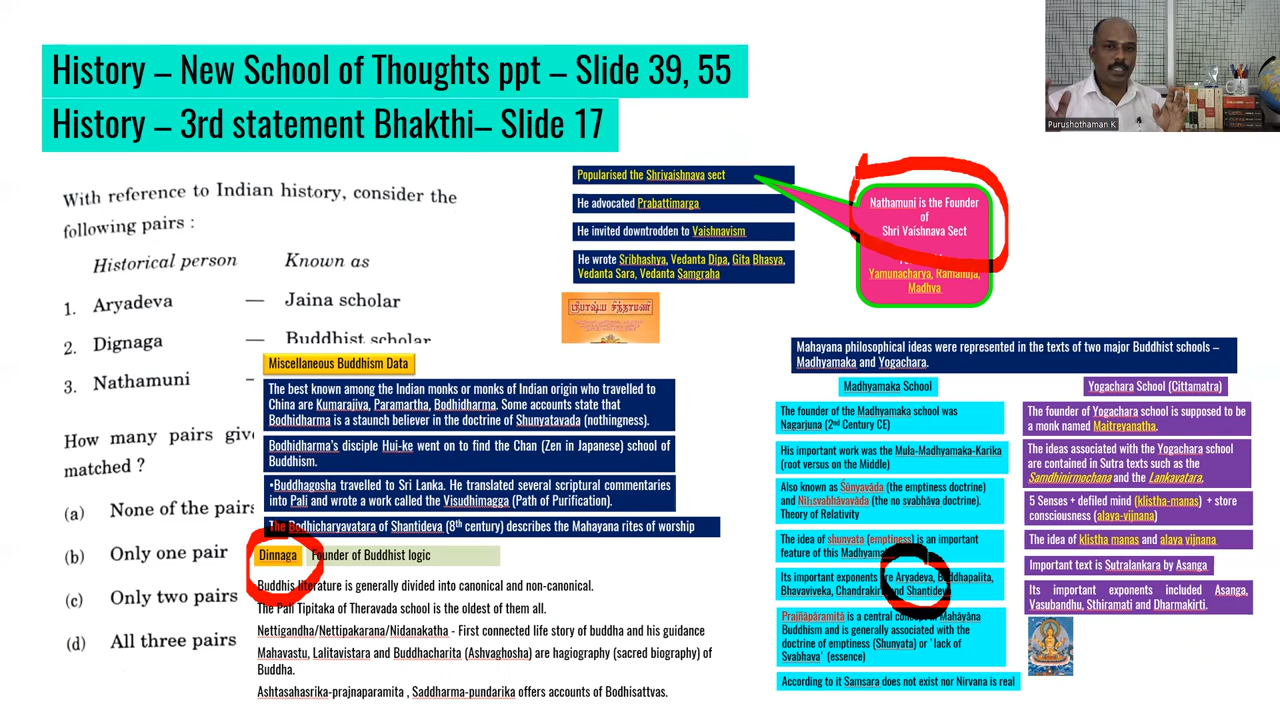 History – New School of Thoughts ppt – Slide 39, 55
History – 3rd statement Bhakthi– Slide 17
Purushothaman K
With reference to Indian history, consider the
following pairs :
Historical person Known as
1. Aryadeva — Jaina scholar
2. Dignaga — Buddhist scholar
3. Nathamuni —
How many pairs giv
matched ?
(a) None of the pairs
(b) Only one pair
(c) Only two pairs
(d) All three pairs
Popularised the Shrivaishnava sect
He advocated Prabattimarga
He invited downtrodden to Vaishnavism
He wrote Sribhashya, Vedanta Dipa, Gita Bhasya,
Vedanta Sara, Vedanta Samgraha
Nathamuni is the Founder
of
Shri Vaishnava Sect
Yamunacharya, Ramanuja,
Madhva
ஸ்ரீபாஷ்ய சிந்தாமணி
Miscellaneous Buddhism Data
The best known among the Indian monks or monks of Indian origin who travelled to
China are Kumarajiva, Paramartha, Bodhidharma. Some accounts state that
Bodhidharma is a staunch believer in the doctrine of Shunyatavada (nothingness).
Bodhidharma's disciple Hui-ke went on to find the Chan (Zen in Japanese) school of
Buddhism.
•Buddhagosha travelled to Sri Lanka. He translated several scriptural commentaries
into Pali and wrote a work called the Visudhimagga (Path of Purification).
The Bodhicharyavatara of Shantideva (8th century) describes the Mahayana rites of worship
Dinnaga Founder of Buddhist logic
Buddhis literature is generally divided into canonical and non-canonical.
The Pali Tipitaka of Theravada school is the oldest of them all.
Nettigandha/Nettipakarana/Nidanakatha - First connected life story of buddha and his guidance
Mahavastu, Lalitavistara and Buddhacharita (Ashvaghosha) are hagiography (sacred biography) of
Buddha.
Ashtasahasrika-prajnaparamita , Saddharma-pundarika offers accounts of Bodhisattvas.
Mahayana philosophical ideas were represented in the texts of two major Buddhist schools –
Madhyamaka and Yogachara.
Madhyamaka School
The founder of the Madhyamaka school was
Nagarjuna (2nd Century CE)
His important work was the Mula-Madhyamaka-Karika
(root versus on the Middle)
Also known as Śūnyavāda (the emptiness doctrine)
and Niḥsvabhāvavāda (the no svabhāva doctrine).
Theory of Relativity
The idea of shunyata (emptiness) is an important
feature of this Madhyamaka
Its important exponents are Aryadeva, Buddhapalita,
Bhavaviveka, Chandrakirti and Shantideva
Prajñāpāramitā is a central concept in Mahāyāna
Buddhism and is generally associated with the
doctrine of emptiness (Shunyata) or 'lack of
Svabhava' (essence)
According to it Samsara does not exist nor Nirvana is real
Yogachara School (Cittamatra)
The founder of Yogachara school is supposed to be
a monk named Maitreyanatha.
The ideas associated with the Yogachara school
are contained in Sutra texts such as the
Samdhinirmochana and the Lankavatara.
5 Senses + defiled mind (klistha-manas) + store
consciousness (alaya-vijnana)
The idea of klistha manas and alaya vijnana
Important text is Sutralankara by Asanga
Its important exponents included Asanga,
Vasubandhu, Sthiramati and Dharmakirti.